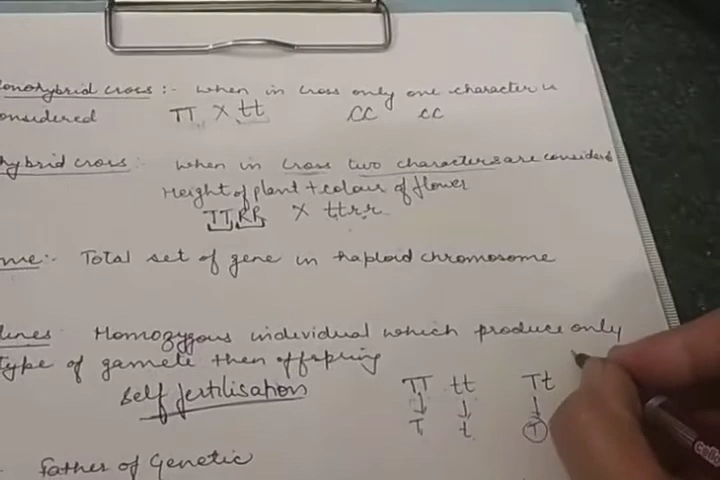 onohybrid cross :- when in cross only one character is
onsidered TT X tt CC cc
hybrid cross :- when in cross two characters are considered
Height of plant + colour of flower
TTRR X ttrr
me :- Total set of gene in haploid chromosome
lines Homozygous individual which produce only
type of gamete then offspring
Self fertilisation TT tt Tt
T t T
Father of Genetic
cello